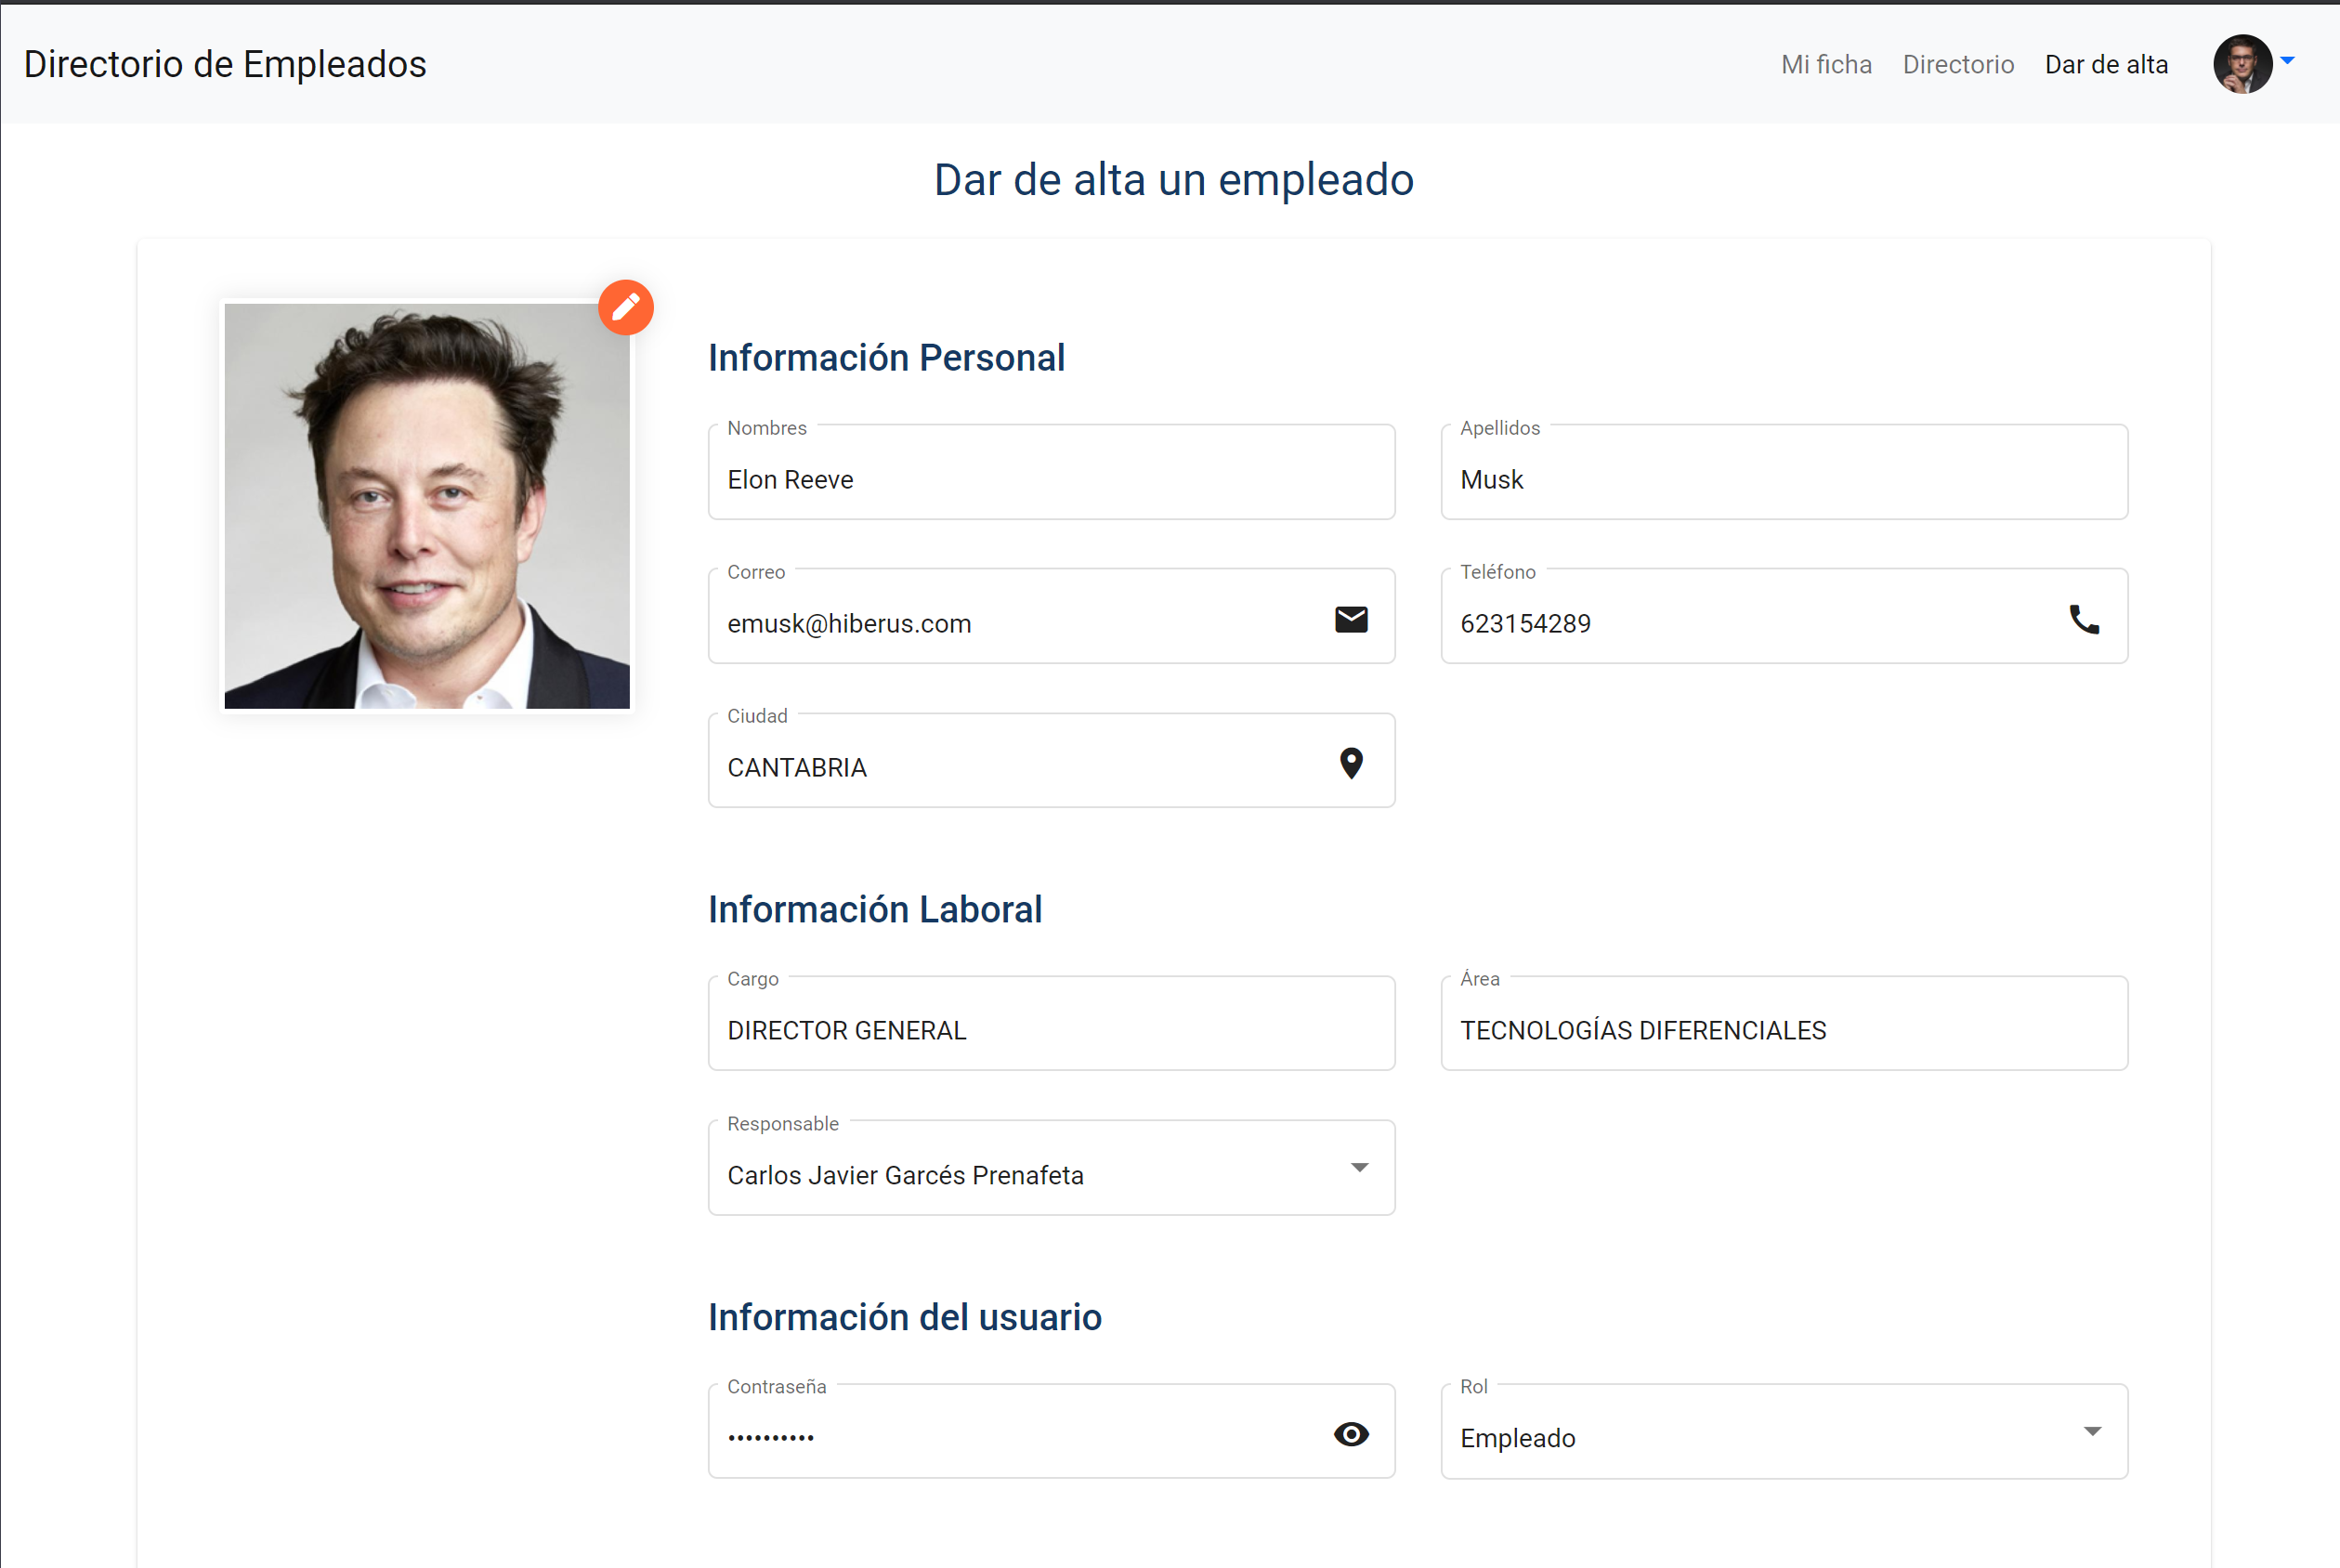 Directorio de Empleados
Mi ficha Directorio Dar de alta
Dar de alta un empleado
Información Personal
Nombres Apellidos
Elon Reeve Musk
Correo Teléfono
emusk@hiberus.com 623154289
Ciudad
CANTABRIA
Información Laboral
Cargo Área
DIRECTOR GENERAL TECNOLOGÍAS DIFERENCIALES
Responsable
Carlos Javier Garcés Prenafeta
Información del usuario
Contraseña Rol
•••••••••• Empleado